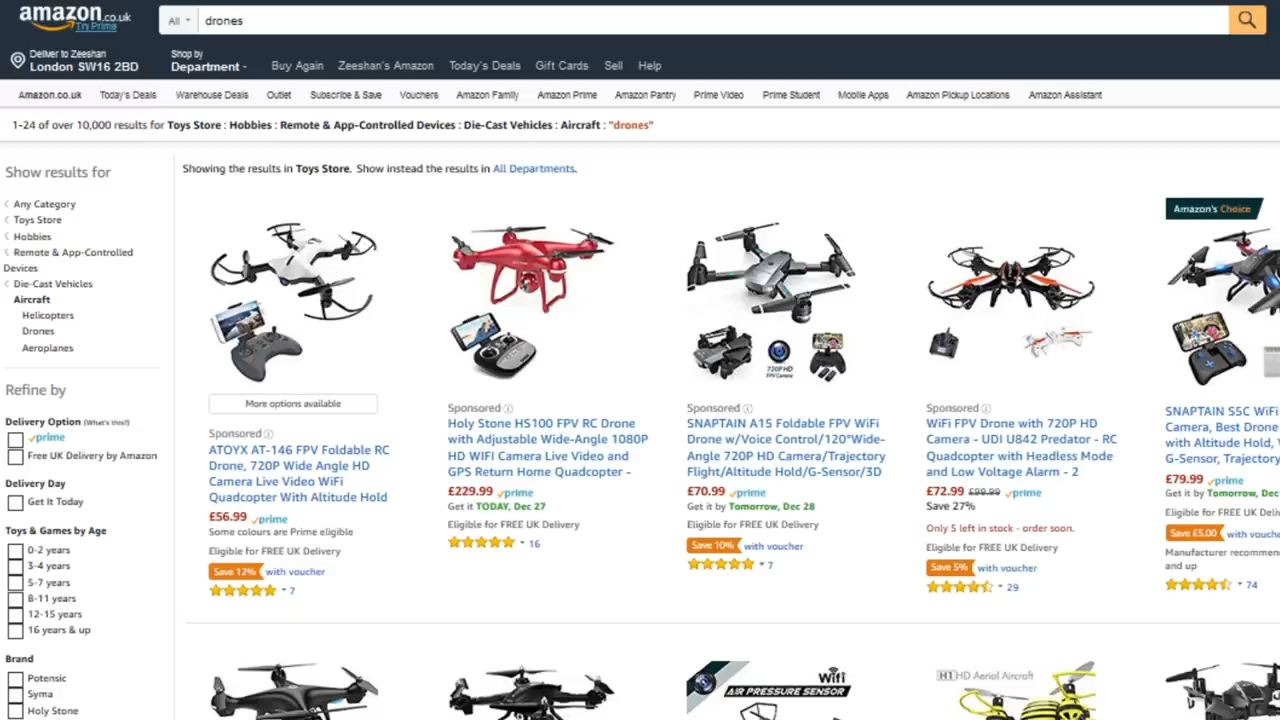 amazon.co.uk
Try Prime
All
drones
Deliver to Zeeshan
London SW16 2BD
Shop by
Department
Buy Again
Zeeshan's Amazon
Today's Deals
Gift Cards
Sell
Help
Amazon.co.uk
Today's Deals
Warehouse Deals
Outlet
Subscribe & Save
Vouchers
Amazon Family
Amazon Prime
Amazon Pantry
Prime Video
Prime Student
Mobile Apps
Amazon Pickup Locations
Amazon Assistant
1-24 of over 10,000 results for Toys Store : Hobbies : Remote & App-Controlled Devices : Die-Cast Vehicles : Aircraft : "drones"
Show results for
Any Category
Toys Store
Hobbies
Remote & App-Controlled
Devices
Die-Cast Vehicles
Aircraft
Helicopters
Drones
Aeroplanes
Refine by
Delivery Option (What's this?)
prime
Free UK Delivery by Amazon
Delivery Day
Get It Today
Toys & Games by Age
0-2 years
3-4 years
5-7 years
8-11 years
12-15 years
16 years & up
Brand
Potensic
Syma
Holy Stone
Showing the results in Toys Store. Show instead the results in All Departments.
More options available
Sponsored
ATOYX AT-146 FPV Foldable RC
Drone, 720P Wide Angle HD
Camera Live Video WiFi
Quadcopter With Altitude Hold
£56.99 prime
Some colours are Prime eligible
Eligible for FREE UK Delivery
Save 12% with voucher
7
Sponsored
Holy Stone HS100 FPV RC Drone
with Adjustable Wide-Angle 1080P
HD WIFI Camera Live Video and
GPS Return Home Quadcopter -
£229.99 prime
Get it TODAY, Dec 27
Eligible for FREE UK Delivery
16
720P HD
FPV Camera
Sponsored
SNAPTAIN A15 Foldable FPV WiFi
Drone w/Voice Control/120°Wide-
Angle 720P HD Camera/Trajectory
Flight/Altitude Hold/G-Sensor/3D
£70.99 prime
Get it by Tomorrow, Dec 28
Eligible for FREE UK Delivery
Save 10% with voucher
7
Sponsored
WiFi FPV Drone with 720P HD
Camera - UDI U842 Predator - RC
Quadcopter with Headless Mode
and Low Voltage Alarm - 2
£72.99 £99.99 prime
Save 27%
Only 5 left in stock - order soon.
Eligible for FREE UK Delivery
Save 5% with voucher
29
Amazon's Choice
SNAPTAIN S5C WiFi
Camera, Best Drone
with Altitude Hold,
G-Sensor, Trajectory
£79.99 prime
Get it by Tomorrow, De
Eligible for FREE UK De
Save £5.00 with vouche
Manufacturer recommen
and up
74
Wifi
AIR PRESSURE SENSOR
H1 HD Aerial Aircraft